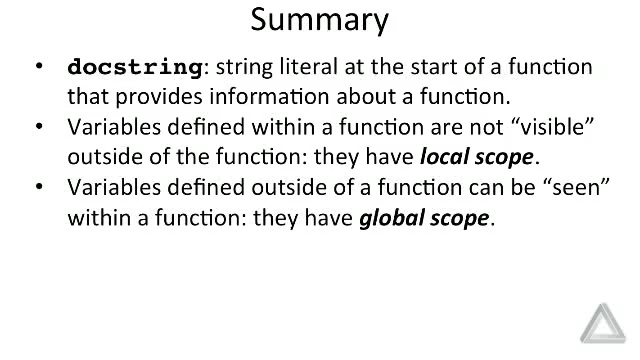 Summary
• docstring: string literal at the start of a function
that provides information about a function.
• Variables defined within a function are not “visible”
outside of the function: they have local scope.
• Variables defined outside of a function can be “seen”
within a function: they have global scope.